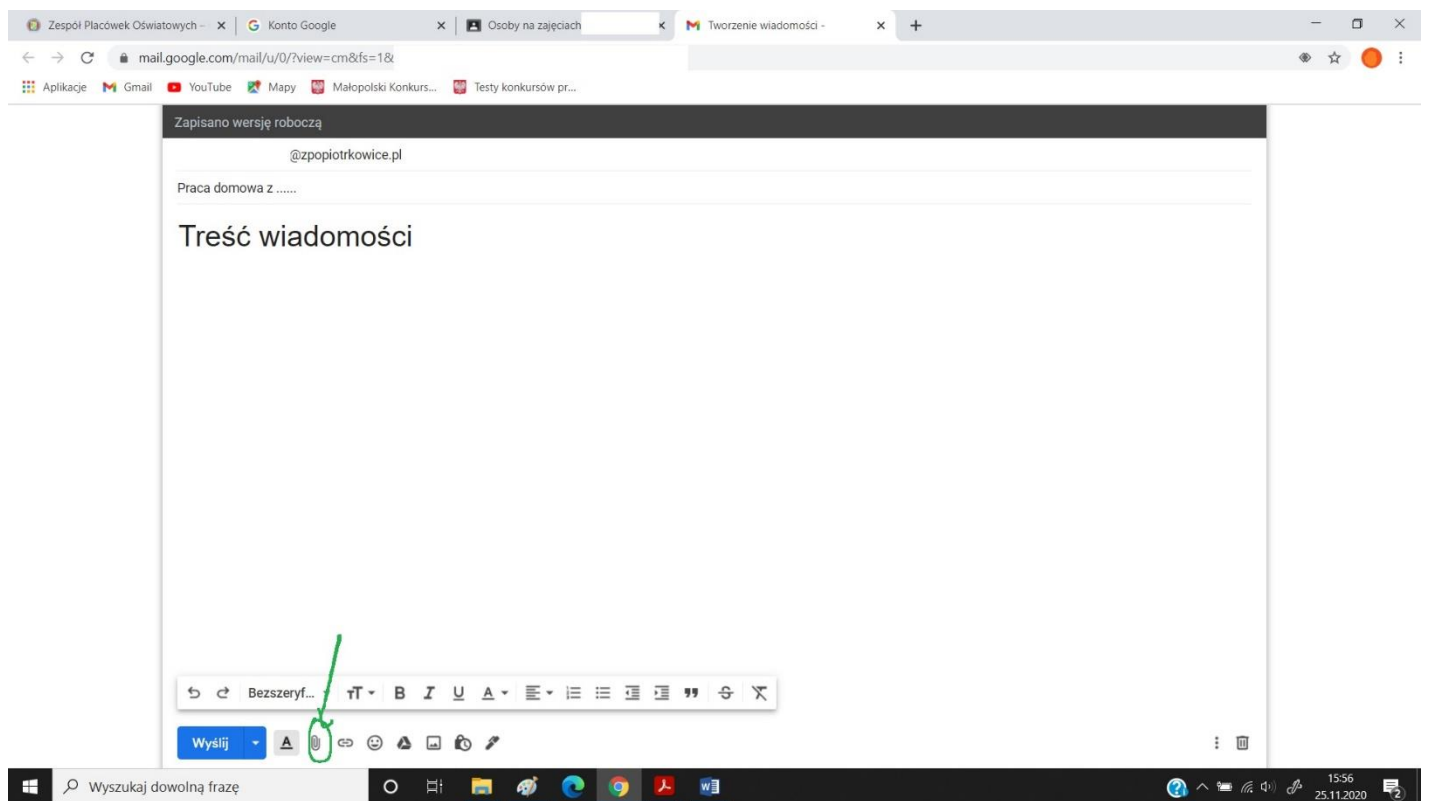 Zespół Placówek Oświatowych –
Konto Google
Osoby na zajęciach
Tworzenie wiadomości -
mail.google.com/mail/u/0/?view=cm&fs=1&
Aplikacje
Gmail
YouTube
Mapy
Małopolski Konkurs...
Testy konkursów pr...
Zapisano wersję roboczą
@zpopiotrkowice.pl
Praca domowa z ......
Treść wiadomości
Bezszeryf...
Wyślij
Wyszukaj dowolną frazę
15:56
25.11.2020